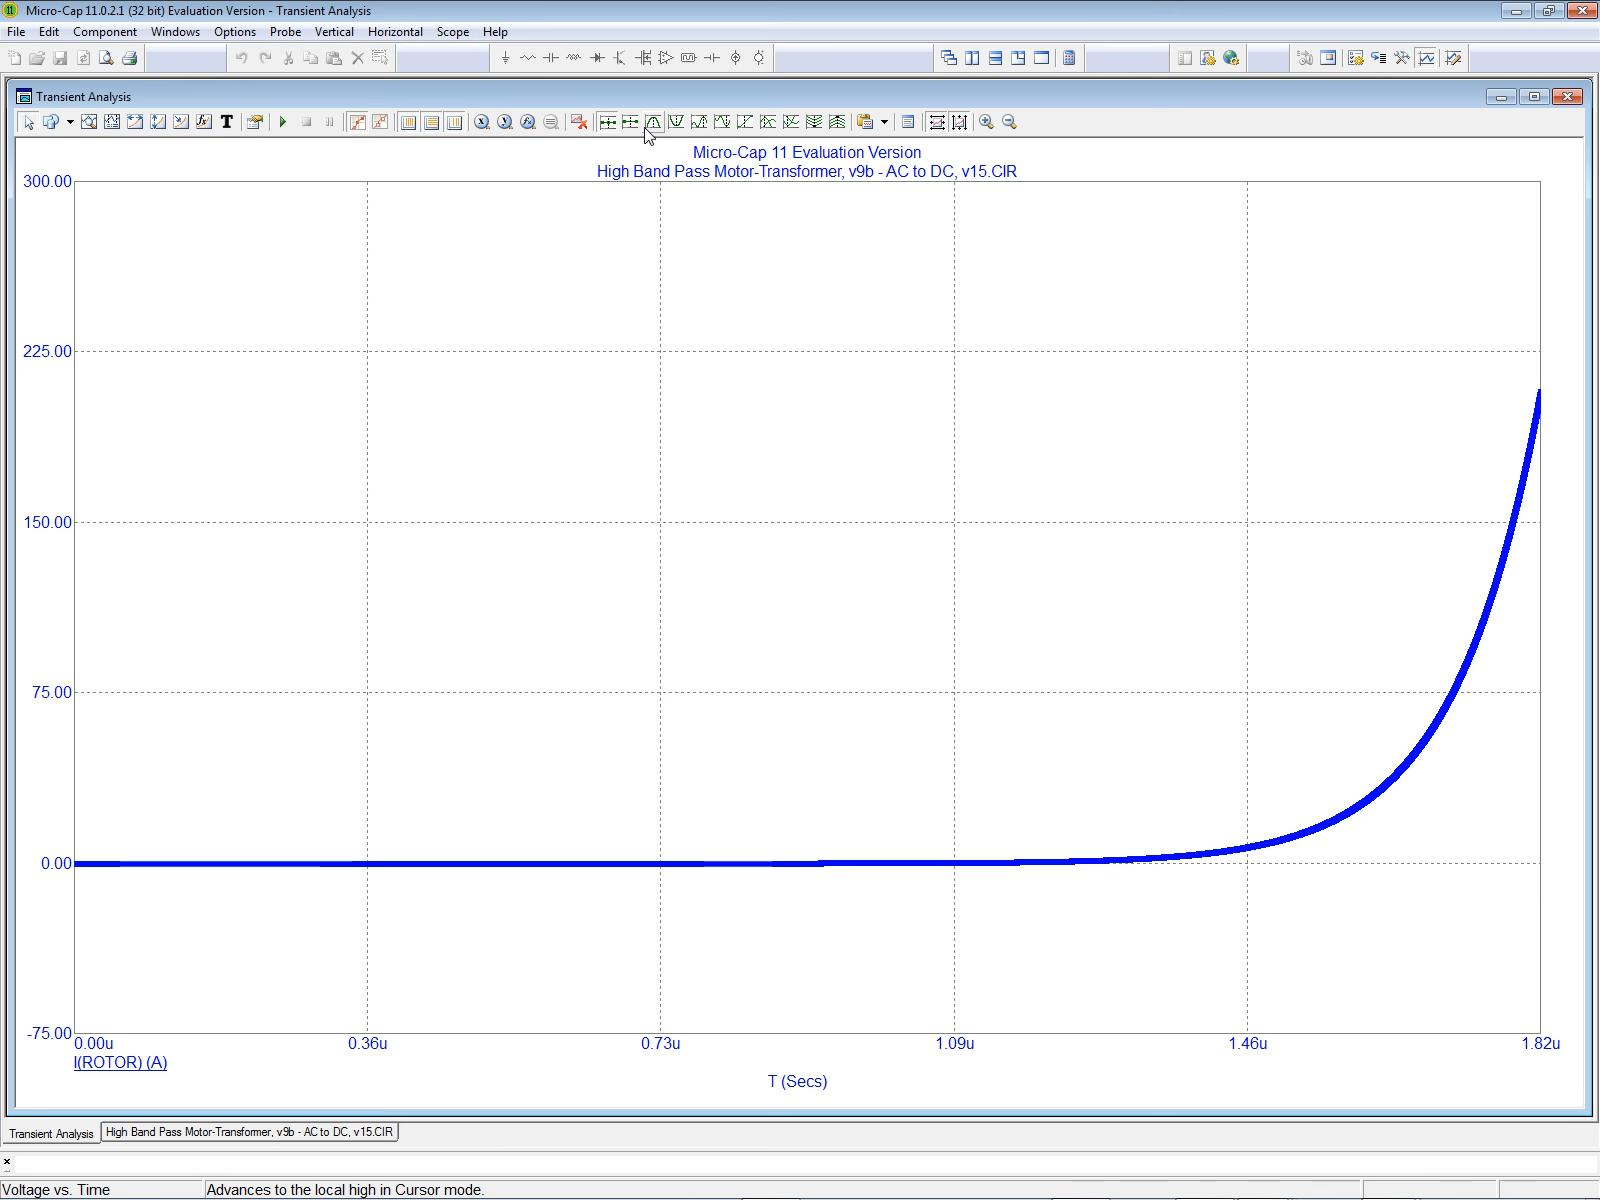 Micro-Cap 11.0.2.1 (32 bit) Evaluation Version - Transient Analysis
File Edit Component Windows Options Probe Vertical Horizontal Scope Help
Transient Analysis
Micro-Cap 11 Evaluation Version
High Band Pass Motor-Transformer, v9b - AC to DC, v15.CIR
300.00
225.00
150.00
75.00
0.00
-75.00
0.00u 0.36u 0.73u 1.09u 1.46u 1.82u
I(ROTOR) (A)
T (Secs)
Transient Analysis High Band Pass Motor-Transformer, v9b - AC to DC, v15.CIR
Voltage vs. Time Advances to the local high in Cursor mode.